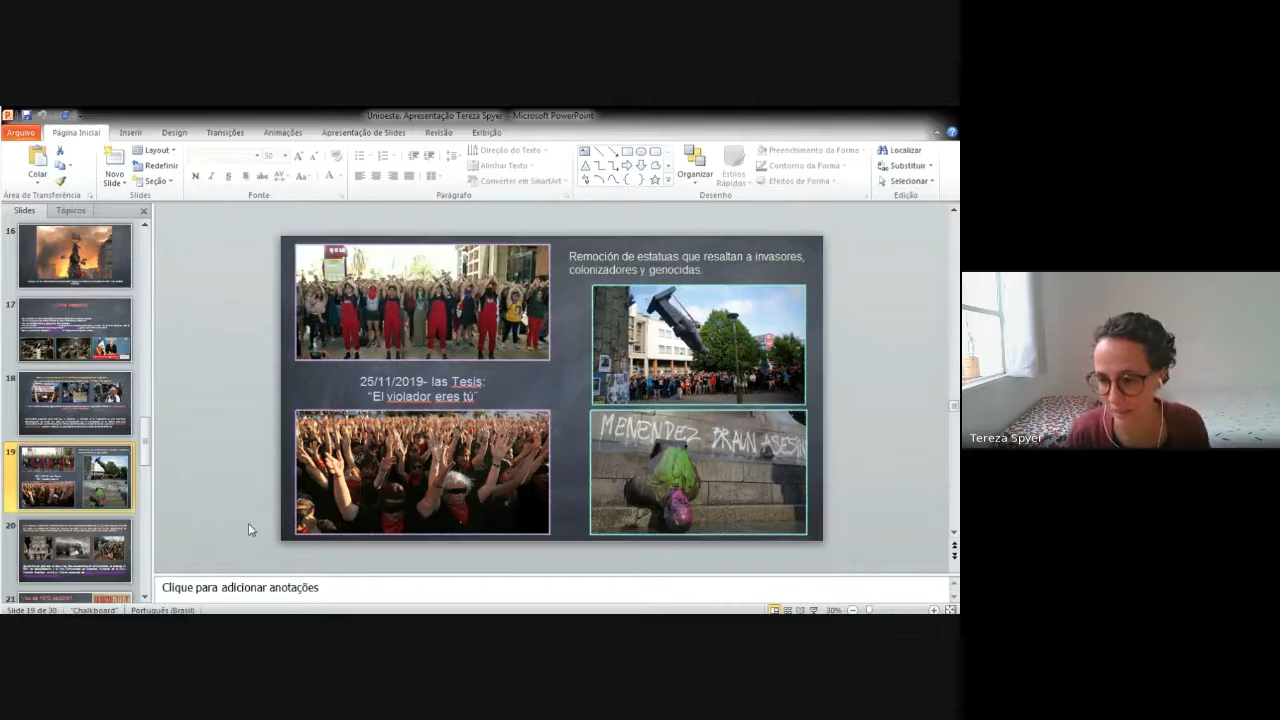 Unioeste. Apresentação Tereza Spyer - Microsoft PowerPoint
Arquivo
Página Inicial
Inserir
Design
Transições
Animações
Apresentação de Slides
Revisão
Exibição
Colar
Área de Transferência
Novo
Slide
Layout
Redefinir
Seção
Slides
50
Fonte
Direção do Texto
Alinhar Texto
Converter em SmartArt
Parágrafo
Organizar
Estilos
Rápidos
Preenchimento da Forma
Contorno da Forma
Efeitos de Forma
Desenho
Localizar
Substituir
Selecionar
Edição
Slides
Tópicos
16
17
18
19
20
21
25/11/2019- las Tesis:
“El violador eres tú”
Remoción de estatuas que resaltan a invasores,
colonizadores y genocidas.
MENENDEZ BRAUN ASESIN
Clique para adicionar anotações
Slide 19 de 30
"Chalkboard"
Português (Brasil)
30%
Tereza Spyer